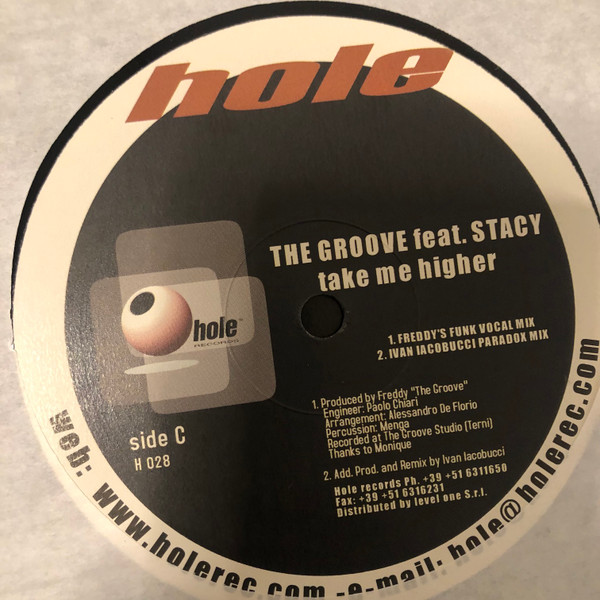 hole
THE GROOVE feat. STACY
take me higher
1. FREDDY'S FUNK VOCAL MIX
2. IVAN IACOBUCCI PARADOX MIX
hole™
RECORDS
side C
H 028
1. Produced by Freddy "The Groove"
Engineer: Paolo Chiari
Arrangement: Alessandro De Florio
Percussion: Menga
Recorded at The Groove Studio (Terni)
Thanks to Monique
2. Add. Prod. and Remix by Ivan Iacobucci
Hole records Ph. +39 +51 6311650
Fax: +39 +51 6316231
Distributed by level one S.r.l.
web: www.holerec.com - e-mail: hole@holerec.com